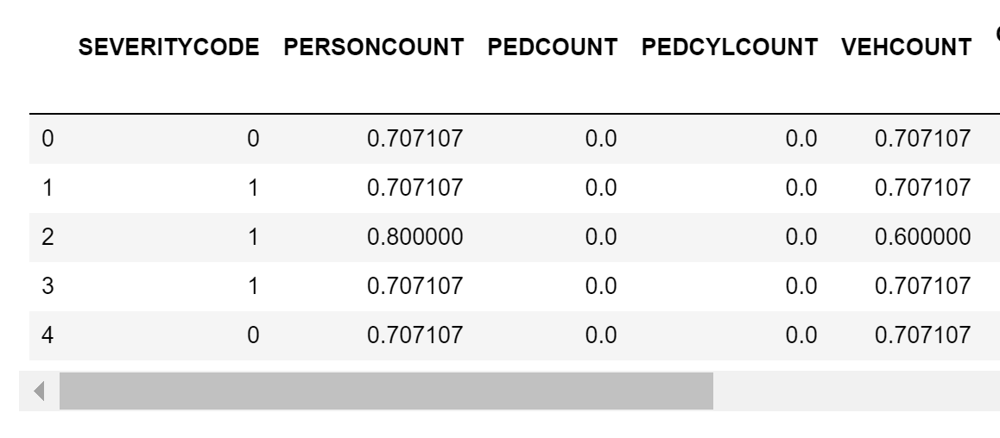 SEVERITYCODE PERSONCOUNT PEDCOUNT PEDCYLCOUNT VEHCOUNT
0 0 0.707107 0.0 0.0 0.707107
1 1 0.707107 0.0 0.0 0.707107
2 1 0.800000 0.0 0.0 0.600000
3 1 0.707107 0.0 0.0 0.707107
4 0 0.707107 0.0 0.0 0.707107